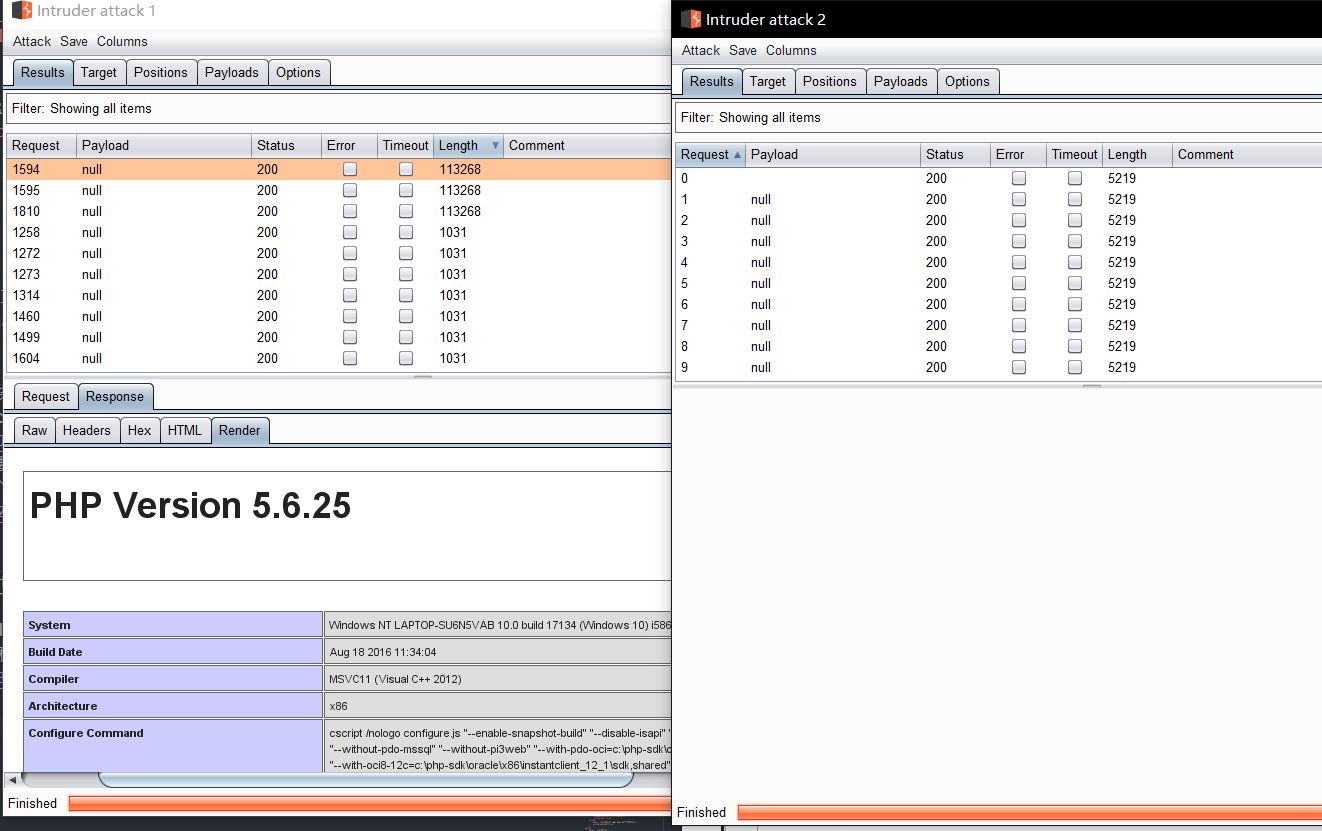 Intruder attack 1
Attack Save Columns
Results Target Positions Payloads Options
Filter: Showing all items
Request Payload Status Error Timeout Length Comment
1594 null 200 113268
1595 null 200 113268
1810 null 200 113268
1258 null 200 1031
1272 null 200 1031
1273 null 200 1031
1314 null 200 1031
1460 null 200 1031
1499 null 200 1031
1604 null 200 1031
Request Response
Raw Headers Hex HTML Render
PHP Version 5.6.25
System Windows NT LAPTOP-SU6N5VAB 10.0 build 17134 (Windows 10) i586
Build Date Aug 18 2016 11:34:04
Compiler MSVC11 (Visual C++ 2012)
Architecture x86
Configure Command cscript /nologo configure.js "--enable-snapshot-build" "--disable-isapi" "
"--without-pdo-mssql" "--without-pi3web" "--with-pdo-oci=c:\php-sdk\o
"--with-oci8-12c=c:\php-sdk\oracle\x86\instantclient_12_1\sdk,shared"
Finished
Intruder attack 2
Attack Save Columns
Results Target Positions Payloads Options
Filter: Showing all items
Request Payload Status Error Timeout Length Comment
0 200 5219
1 null 200 5219
2 null 200 5219
3 null 200 5219
4 null 200 5219
5 null 200 5219
6 null 200 5219
7 null 200 5219
8 null 200 5219
9 null 200 5219
Finished